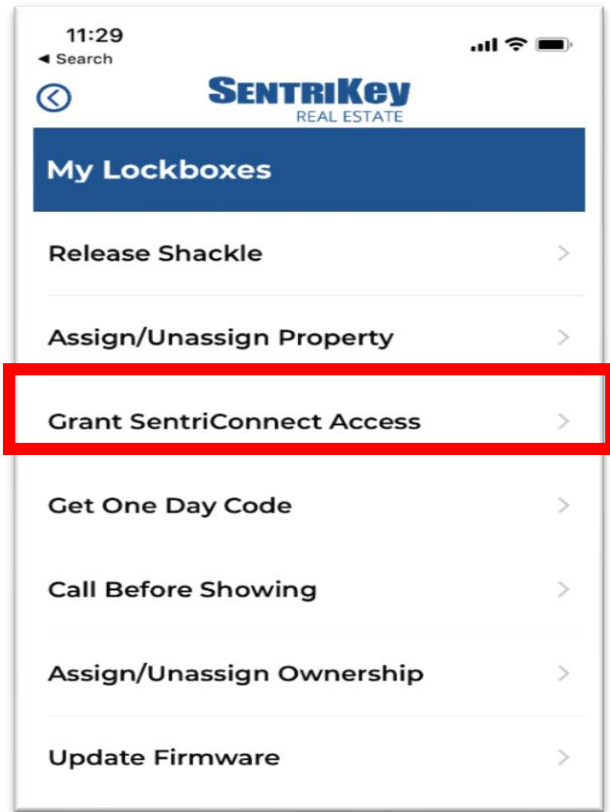 11:29
◄ Search
SENTRIKEY
REAL ESTATE
My Lockboxes
Release Shackle
Assign/Unassign Property
Grant SentriConnect Access
Get One Day Code
Call Before Showing
Assign/Unassign Ownership
Update Firmware